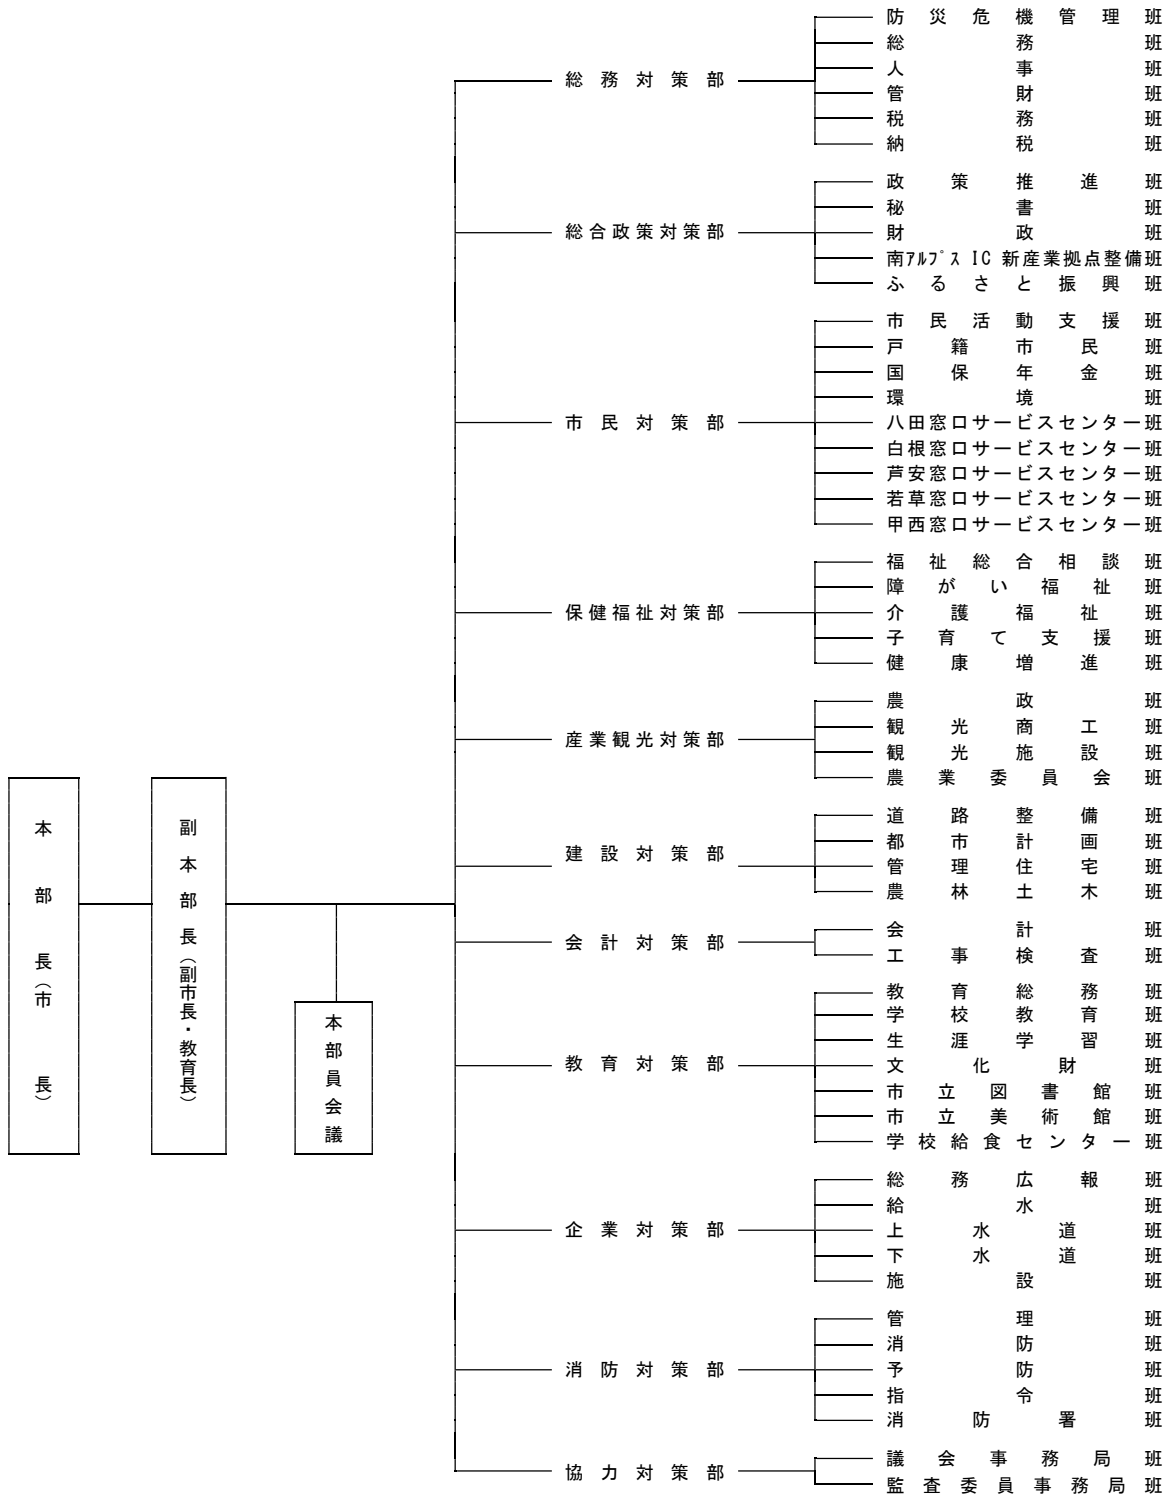 本部長（市長）
副本部長（副市長・教育長）
本部員会議
総務対策部
防災危機管理班
総務班
人事班
管財班
税務班
納税班
総合政策対策部
政策推進班
秘書班
財政班
南ｱﾙﾌﾟｽ IC 新産業拠点整備班
ふるさと振興班
市民対策部
市民活動支援班
戸籍市民班
国保年金班
環境班
八田窓口サービスセンター班
白根窓口サービスセンター班
芦安窓口サービスセンター班
若草窓口サービスセンター班
甲西窓口サービスセンター班
保健福祉対策部
福祉総合相談班
障がい福祉班
介護福祉班
子育て支援班
健康増進班
産業観光対策部
農政班
観光商工班
観光施設班
農業委員会班
建設対策部
道路整備班
都市計画班
管理住宅班
農林土木班
会計対策部
会計班
工事検査班
教育対策部
教育総務班
学校教育班
生涯学習班
文化財班
市立図書館班
市立美術館班
学校給食センター班
企業対策部
総務広報班
給水班
上水道班
下水道班
施設班
消防対策部
管理班
消防班
予防班
指令班
消防署班
協力対策部
議会事務局班
監査委員事務局班